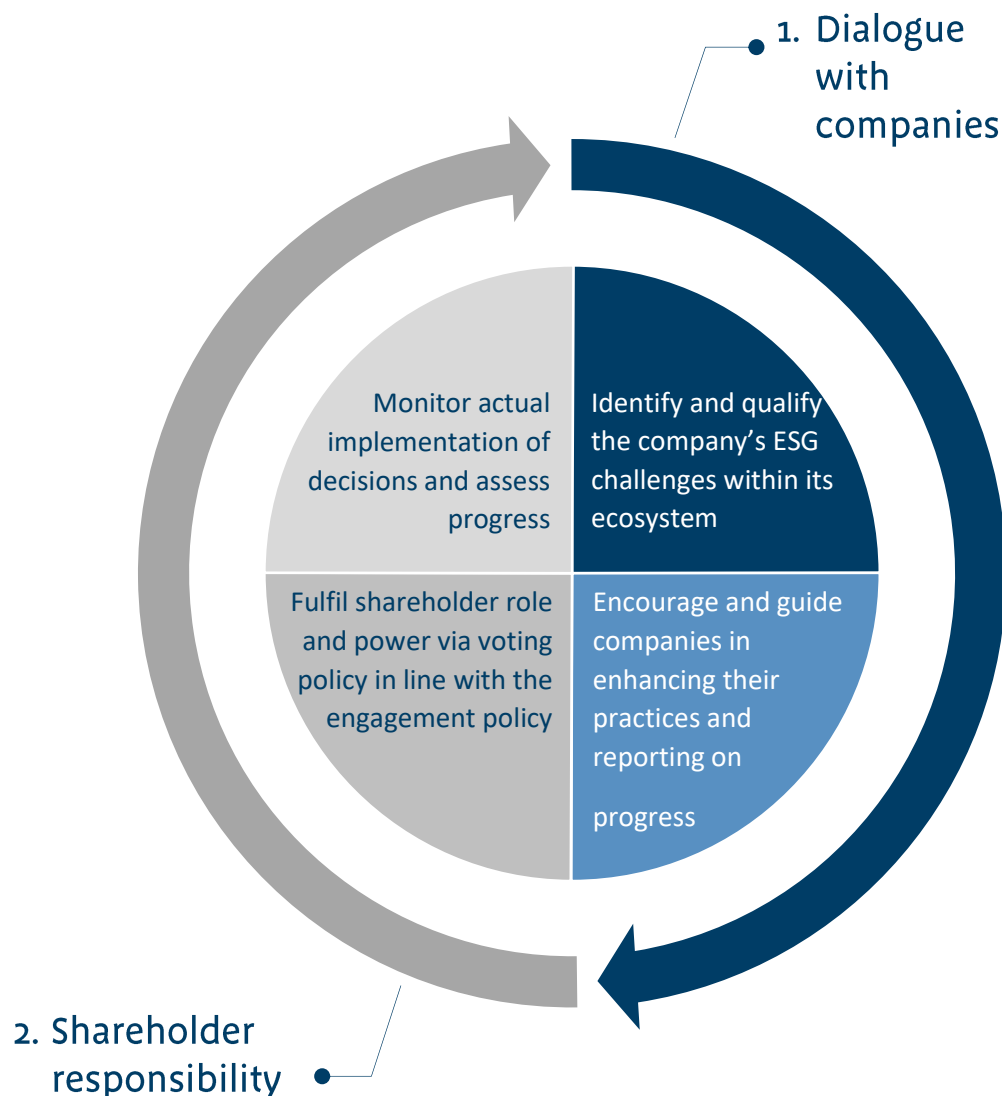 1. Dialogue
with
companies
Monitor actual
implementation of
decisions and assess
progress
Identify and qualify
the company’s ESG
challenges within its
ecosystem
Fulfil shareholder role
and power via voting
policy in line with the
engagement policy
Encourage and guide
companies in
enhancing their
practices and
reporting on
progress
2. Shareholder
responsibility